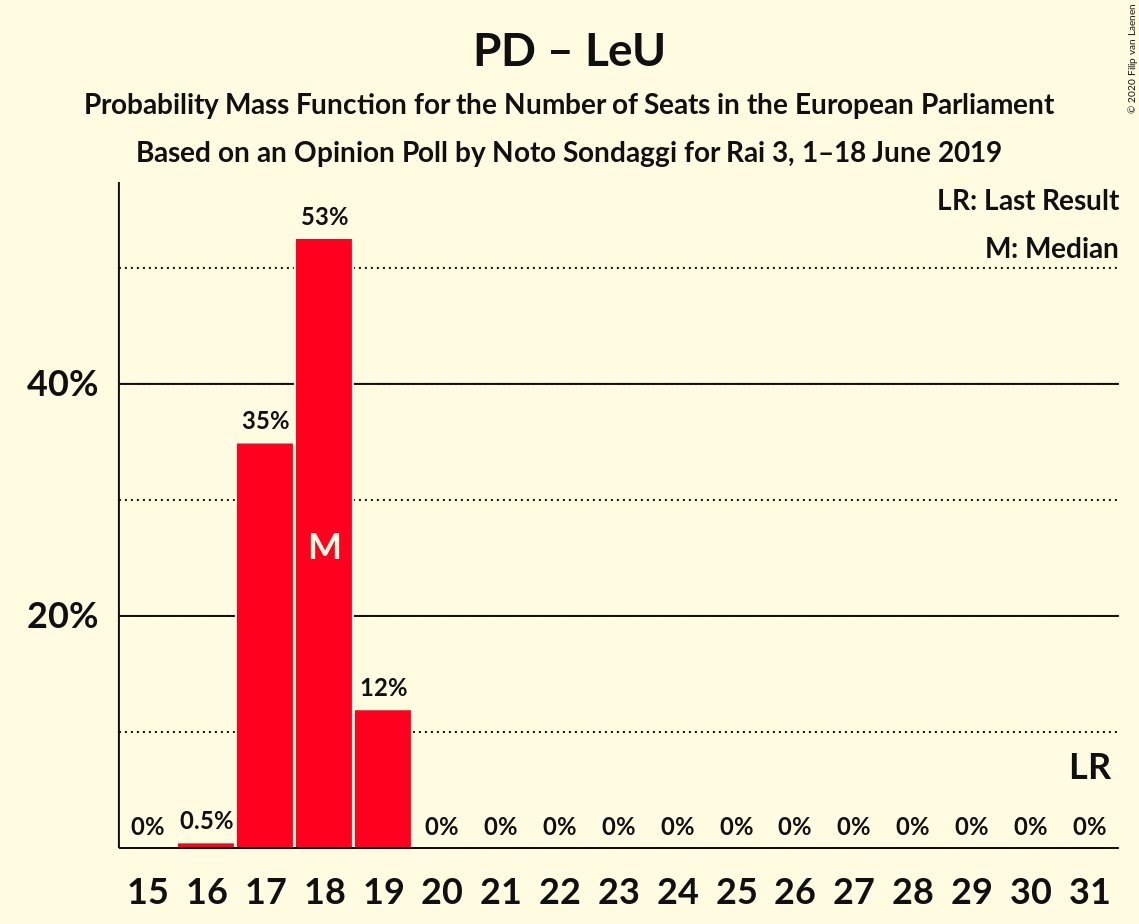 PD – LeU
Probability Mass Function for the Number of Seats in the European Parliament
Based on an Opinion Poll by Noto Sondaggi for Rai 3, 1–18 June 2019
© 2020 Filip van Laenen
LR: Last Result
M: Median
53%
40%
35%
M
20%
12%
LR
0% 0.5% 0% 0% 0% 0% 0% 0% 0% 0% 0% 0% 0% 0%
15 16 17 18 19 20 21 22 23 24 25 26 27 28 29 30 31